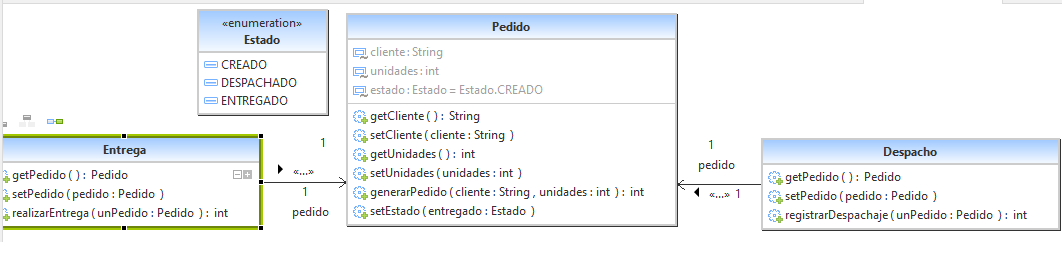 «enumeration»
Estado
CREADO
DESPACHADO
ENTREGADO
Pedido
cliente : String
unidades : int
estado : Estado = Estado.CREADO
getCliente ( ) : String
setCliente ( cliente : String )
getUnidades ( ) : int
setUnidades ( unidades : int )
generarPedido ( cliente : String , unidades : int ) : int
setEstado ( entregado : Estado )
Entrega
getPedido ( ) : Pedido
setPedido ( pedido : Pedido )
realizarEntrega ( unPedido : Pedido ) : int
1
«...»
1
pedido
1
pedido
«...» 1
Despacho
getPedido ( ) : Pedido
setPedido ( pedido : Pedido )
registrarDespachaje ( unPedido : Pedido ) : int